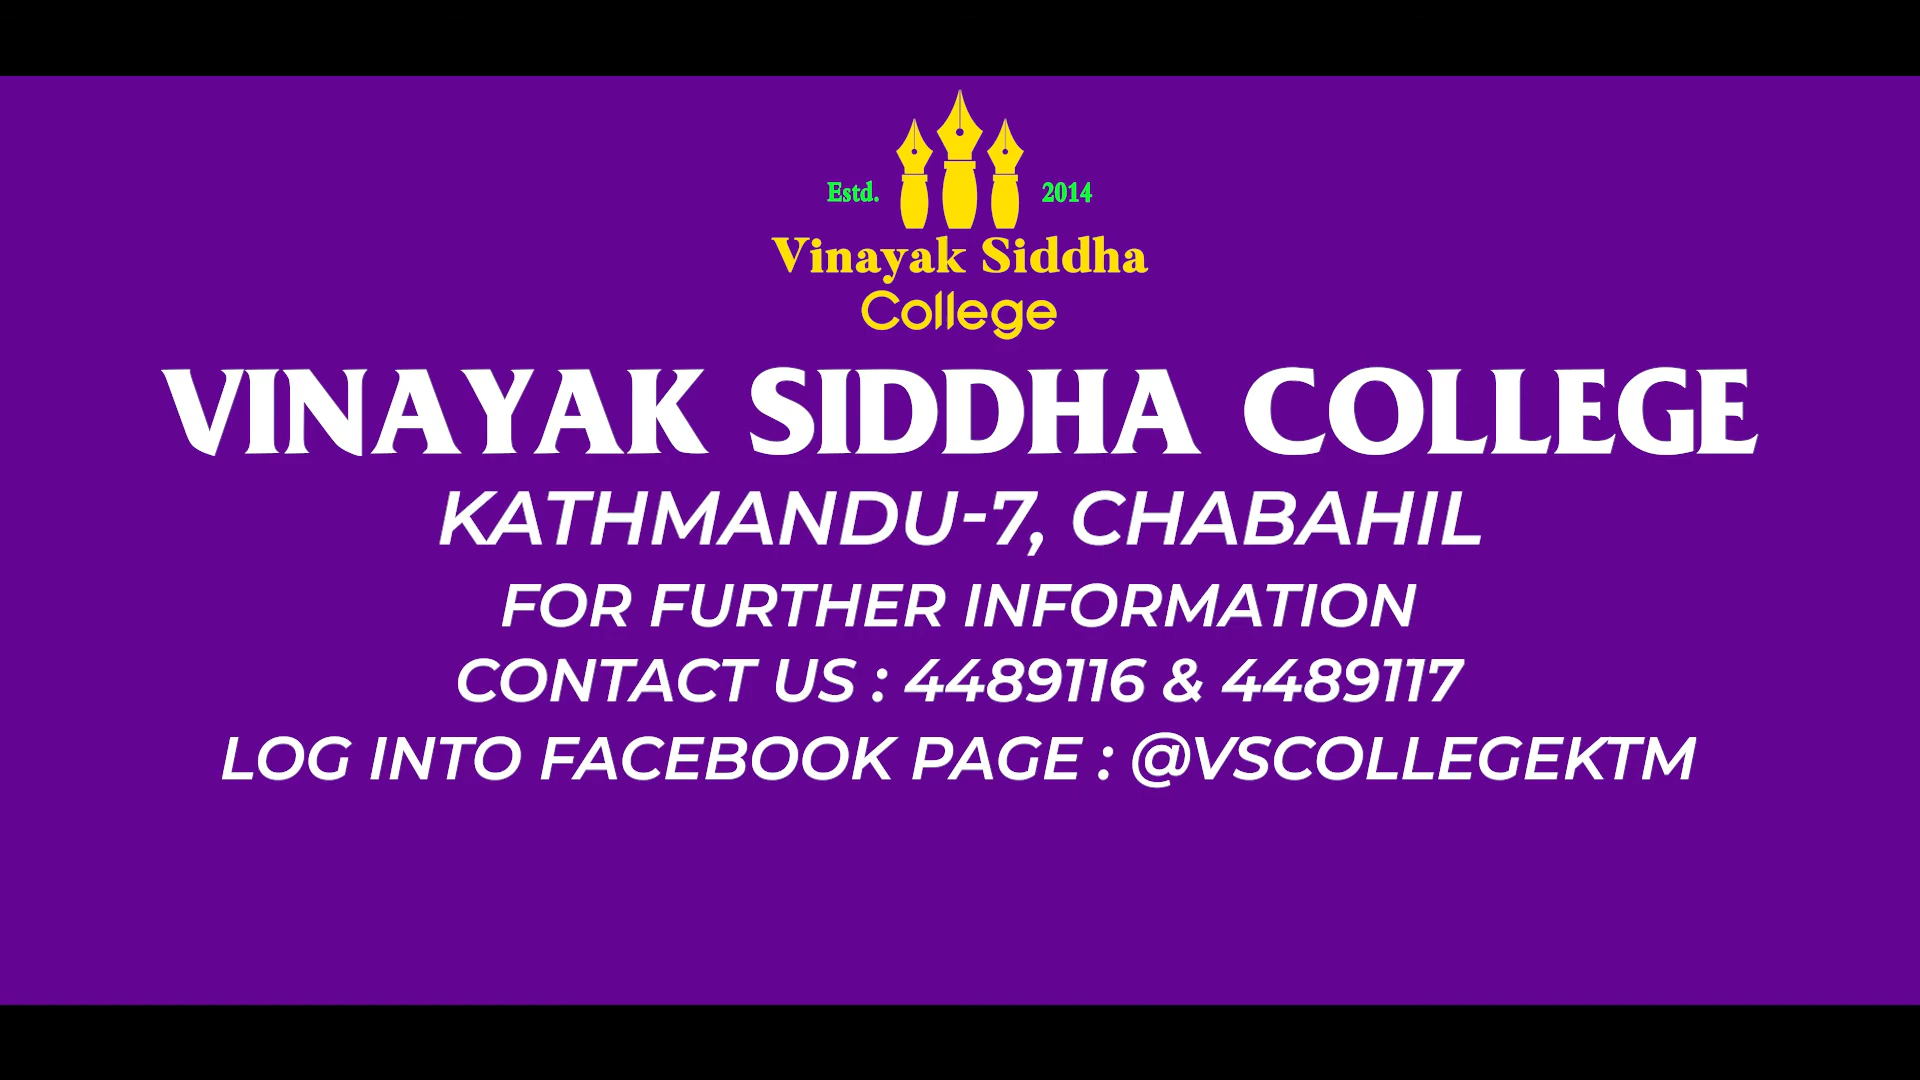 Estd. 2014
Vinayak Siddha
College
VINAYAK SIDDHA COLLEGE
KATHMANDU-7, CHABAHIL
FOR FURTHER INFORMATION
CONTACT US : 4489116 & 4489117
LOG INTO FACEBOOK PAGE : @VSCOLLEGEKTM